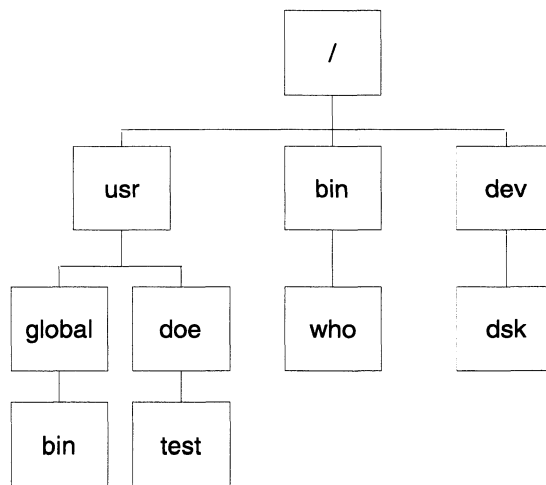 /
usr
bin
dev
global
doe
who
dsk
bin
test